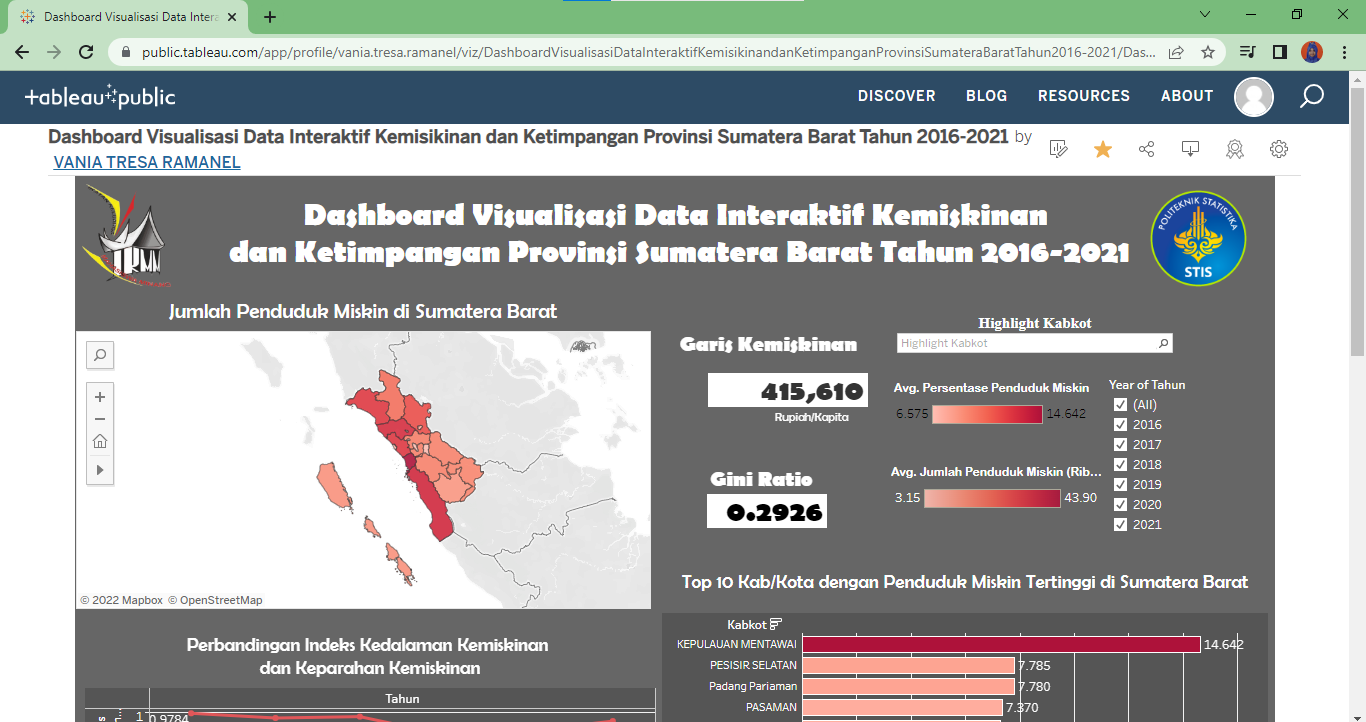 Dashboard Visualisasi Data Intera
public.tableau.com/app/profile/vania.tresa.ramanel/viz/DashboardVisualisasiDataInteraktifKemisikinandanKetimpanganProvinsiSumateraBaratTahun2016-2021/Das...
+ableau+public
DISCOVER BLOG RESOURCES ABOUT
Dashboard Visualisasi Data Interaktif Kemisikinan dan Ketimpangan Provinsi Sumatera Barat Tahun 2016-2021 by
VANIA TRESA RAMANEL
Dashboard Visualisasi Data Interaktif Kemiskinan
dan Ketimpangan Provinsi Sumatera Barat Tahun 2016-2021
POLITEKNIK STATISTIKA
STIS
Jumlah Penduduk Miskin di Sumatera Barat
© 2022 Mapbox © OpenStreetMap
Garis Kemiskinan
415,610
Rupiah/Kapita
Gini Ratio
0.2926
Highlight Kabkot
Highlight Kabkot
Avg. Persentase Penduduk Miskin
6.575 14.642
Avg. Jumlah Penduduk Miskin (Rib...
3.15 43.90
Year of Tahun
(All)
2016
2017
2018
2019
2020
2021
Top 10 Kab/Kota dengan Penduduk Miskin Tertinggi di Sumatera Barat
Kabkot
KEPULAUAN MENTAWAI 14.642
PESISIR SELATAN 7.785
Padang Pariaman 7.780
PASAMAN 7.370
Perbandingan Indeks Kedalaman Kemiskinan
dan Keparahan Kemiskinan
Tahun
1
0.9784